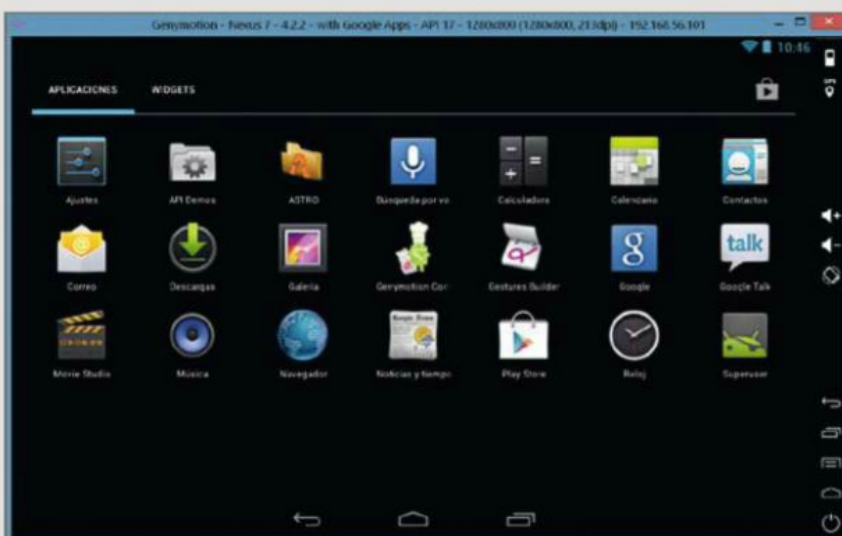 Genymotion - Nexus 7 - 4.2.2 - with Google Apps - API 17 - 1280x800 (1280x800, 213dpi) - 192.168.56.101
10:46
APLICACIONES WIDGETS
GPS
Ajustes API Demos ASTRO Búsqueda por vo Calculadora Calendario Contactos
talk
Correo Descargas Galería Genymotion Con Gestures Builder Google Google Talk
Movie Studio Música Navegador Noticias y tiempo Play Store Reloj Superuser